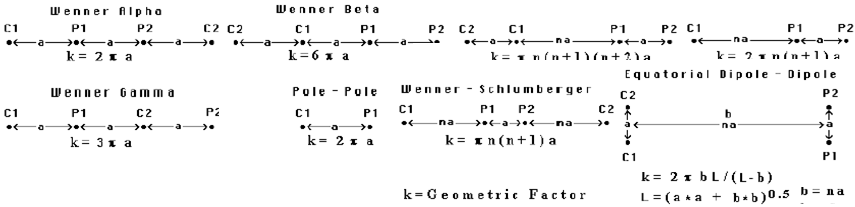 Wenner Alpha
C1 P1 P2 C2
a a a
k = 2 π a
Wenner Beta
C2 C1 P1 P2
a a a
k = 6 π a
C2 C1 P1 P2
a na a
k = π n(n+1)(n+2)a
C1 P1 P2
na a
k = 2 π n(n+1)a
Wenner Gamma
C1 P1 C2 P2
a a a
k = 3 π a
Pole - Pole
C1 P1
a
k = 2 π a
Wenner - Schlumberger
C1 P1 P2 C2
na a na
k = π n(n+1)a
Equatorial Dipole - Dipole
C2 P2
b
a na a
C1 P1
k = 2 π bL/(L-b)
L=(a*a + b*b)0.5 b = na
k=Geometric Factor